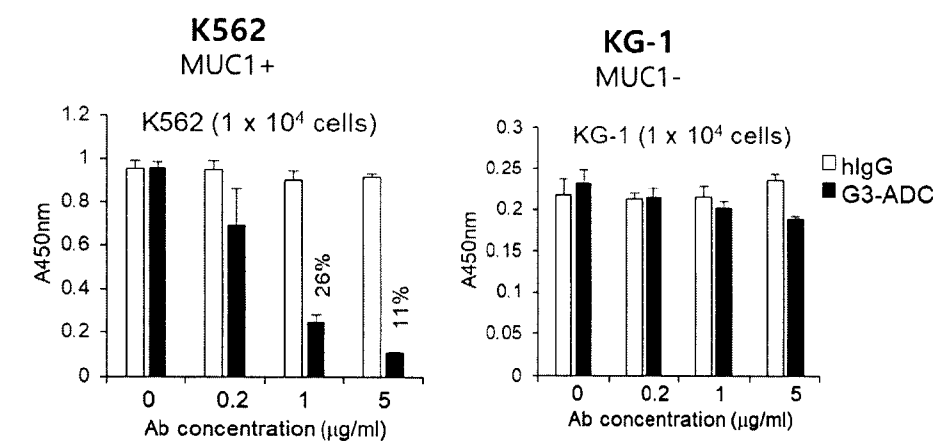 K562
MUC1+
K562 (1 x 10⁴ cells)
1.2
1
0.8
0.6
0.4
0.2
0
A450nm
26%
11%
0 0.2 1 5
Ab concentration (μg/ml)
KG-1
MUC1-
KG-1 (1 x 10⁴ cells)
0.3
0.25
0.2
0.15
0.1
0.05
0
A450nm
0 0.2 1 5
Ab concentration (μg/ml)
hIgG
G3-ADC